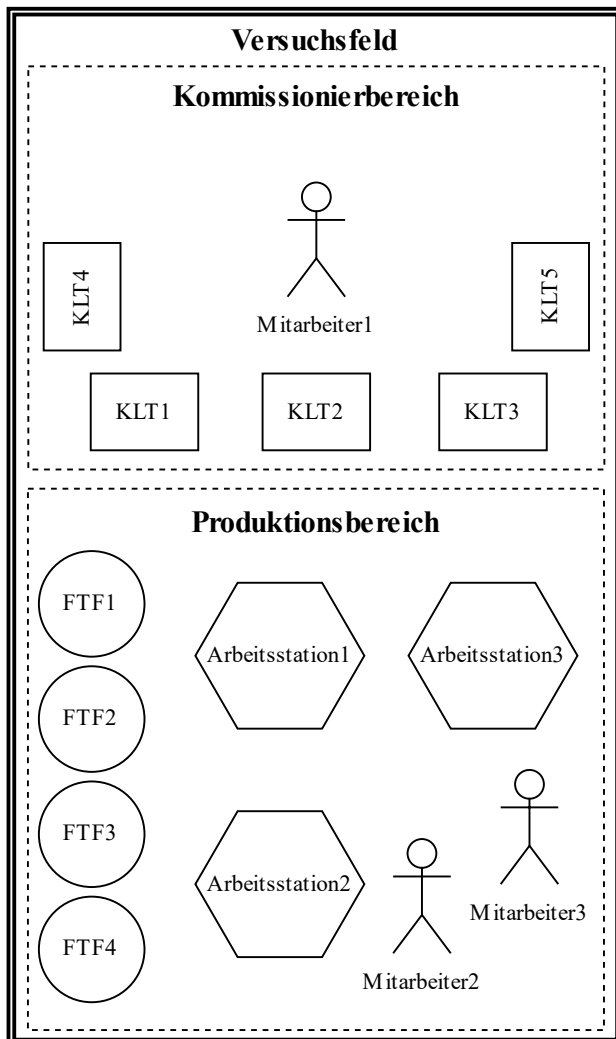 Versuchsfeld
Kommissionierbereich
KLT4
KLT5
Mitarbeiter1
KLT1
KLT2
KLT3
Produktionsbereich
FTF1
Arbeitsstation1
Arbeitsstation3
FTF2
FTF3
Arbeitsstation2
Mitarbeiter3
FTF4
Mitarbeiter2